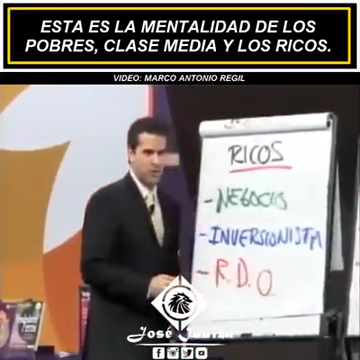 ESTA ES LA MENTALIDAD DE LOS
POBRES, CLASE MEDIA Y LOS RICOS.
VIDEO: MARCO ANTONIO REGIL
RICOS
- NEGOCIO
- INVERSIONISTA
- R.D.O.
José